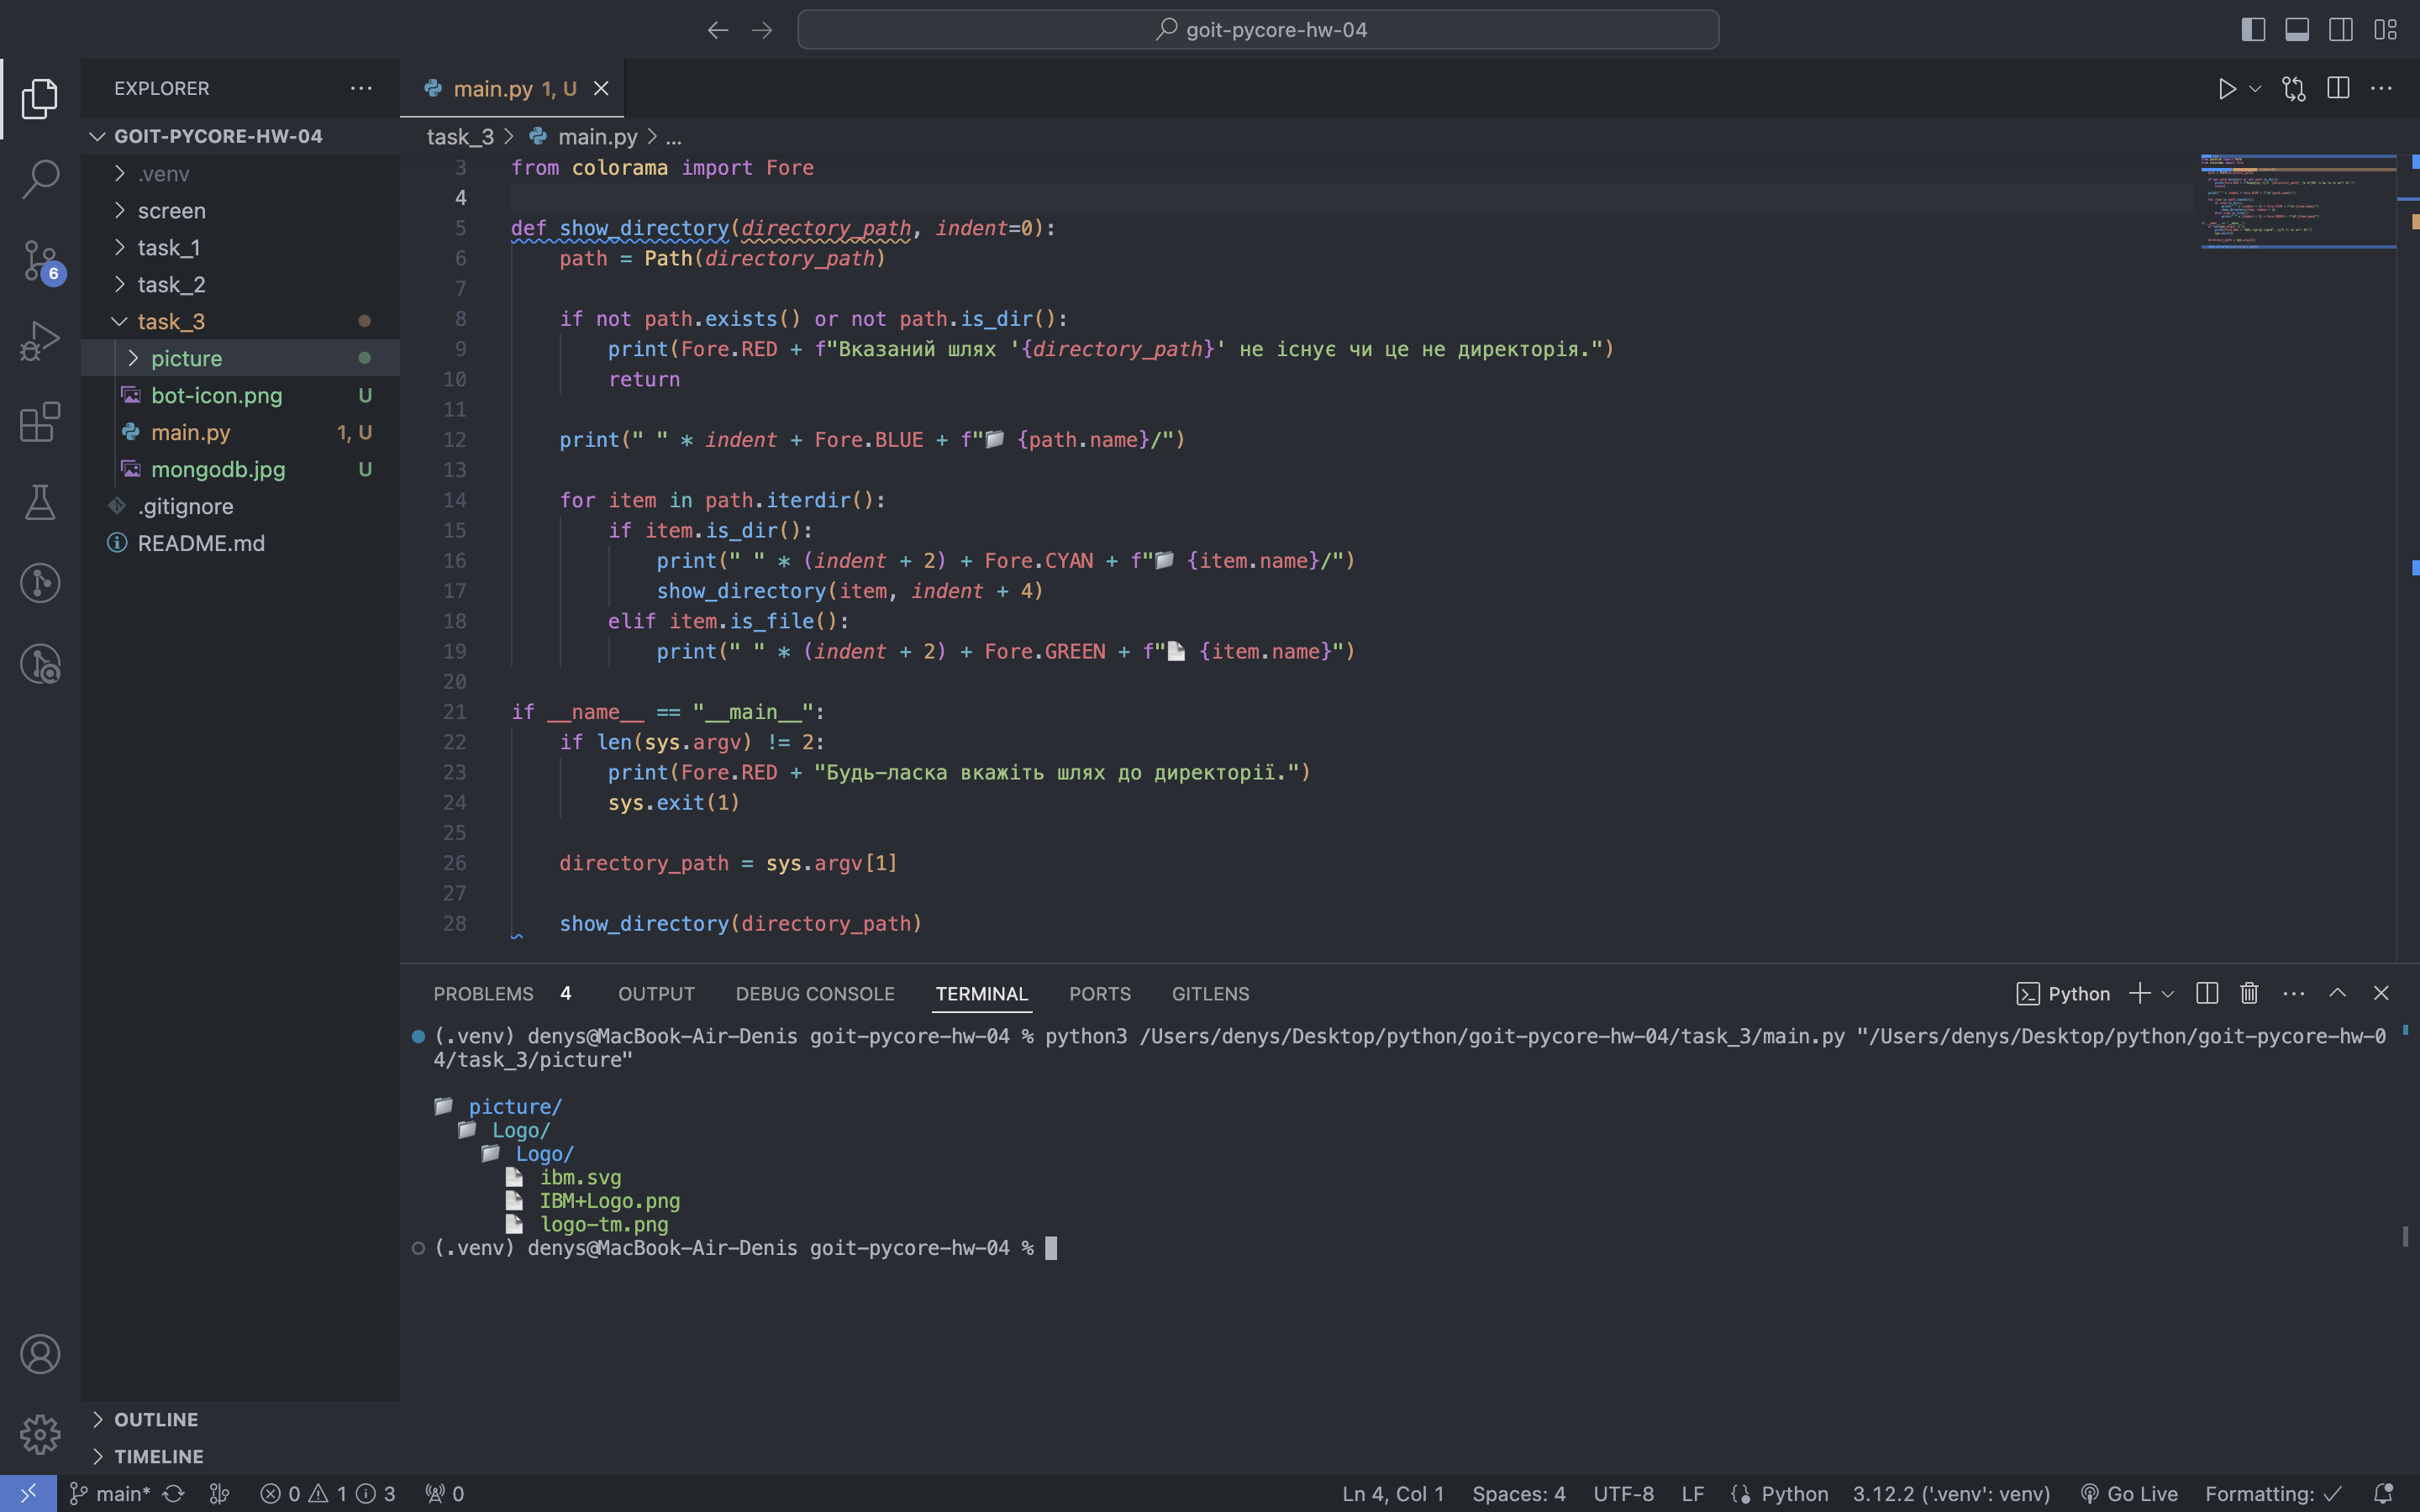 goit-pycore-hw-04
EXPLORER
main.py 1, U
GOIT-PYCORE-HW-04
.venv
screen
task_1
task_2
task_3
picture
bot-icon.png U
main.py 1, U
mongodb.jpg U
.gitignore
README.md
6
OUTLINE
TIMELINE
task_3 > main.py > ...
3 from colorama import Fore
4
5 def show_directory(directory_path, indent=0):
6 path = Path(directory_path)
7
8 if not path.exists() or not path.is_dir():
9 print(Fore.RED + f"Вказаний шлях '{directory_path}' не існує чи це не директорія.")
10 return
11
12 print(" " * indent + Fore.BLUE + f"📁 {path.name}/")
13
14 for item in path.iterdir():
15 if item.is_dir():
16 print(" " * (indent + 2) + Fore.CYAN + f"📁 {item.name}/")
17 show_directory(item, indent + 4)
18 elif item.is_file():
19 print(" " * (indent + 2) + Fore.GREEN + f"📄 {item.name}")
20
21 if __name__ == "__main__":
22 if len(sys.argv) != 2:
23 print(Fore.RED + "Будь-ласка вкажіть шлях до директорії.")
24 sys.exit(1)
25
26 directory_path = sys.argv[1]
27
28 show_directory(directory_path)
PROBLEMS 4 OUTPUT DEBUG CONSOLE TERMINAL PORTS GITLENS Python
(.venv) denys@MacBook-Air-Denis goit-pycore-hw-04 % python3 /Users/denys/Desktop/python/goit-pycore-hw-04/task_3/main.py "/Users/denys/Desktop/python/goit-pycore-hw-0
4/task_3/picture"
📁 picture/
📁 Logo/
📁 Logo/
📄 ibm.svg
📄 IBM+Logo.png
📄 logo-tm.png
(.venv) denys@MacBook-Air-Denis goit-pycore-hw-04 %
main* 0 1 3 0 Ln 4, Col 1 Spaces: 4 UTF-8 LF Python 3.12.2 ('.venv': venv) Go Live Formatting: ✓